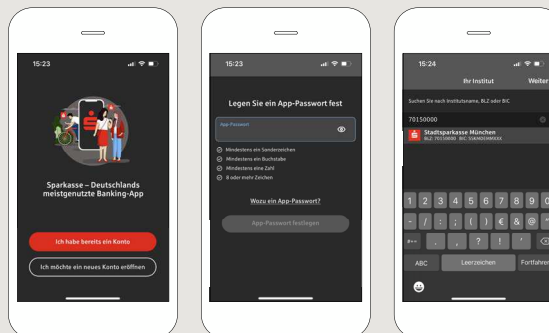 15:23
Sparkasse – Deutschlands
meistgenutzte Banking-App
Ich habe bereits ein Konto
Ich möchte ein neues Konto eröffnen
15:23
Legen Sie ein App-Passwort fest
App-Passwort
Mindestens ein Sonderzeichen
Mindestens ein Buchstabe
Mindestens eine Zahl
8 oder mehr Zeichen
Wozu ein App-Passwort?
App-Passwort festlegen
15:24
Ihr Institut Weiter
Suchen Sie nach Institutsname, BLZ oder BIC
70150000
Stadtsparkasse München
BLZ: 70150000 BIC: SSKMDEMMXXX
1 2 3 4 5 6 7 8 9 0
- / : ; ( ) € & @ "
#+= . , ? ! '
ABC Leerzeichen Fortfahren